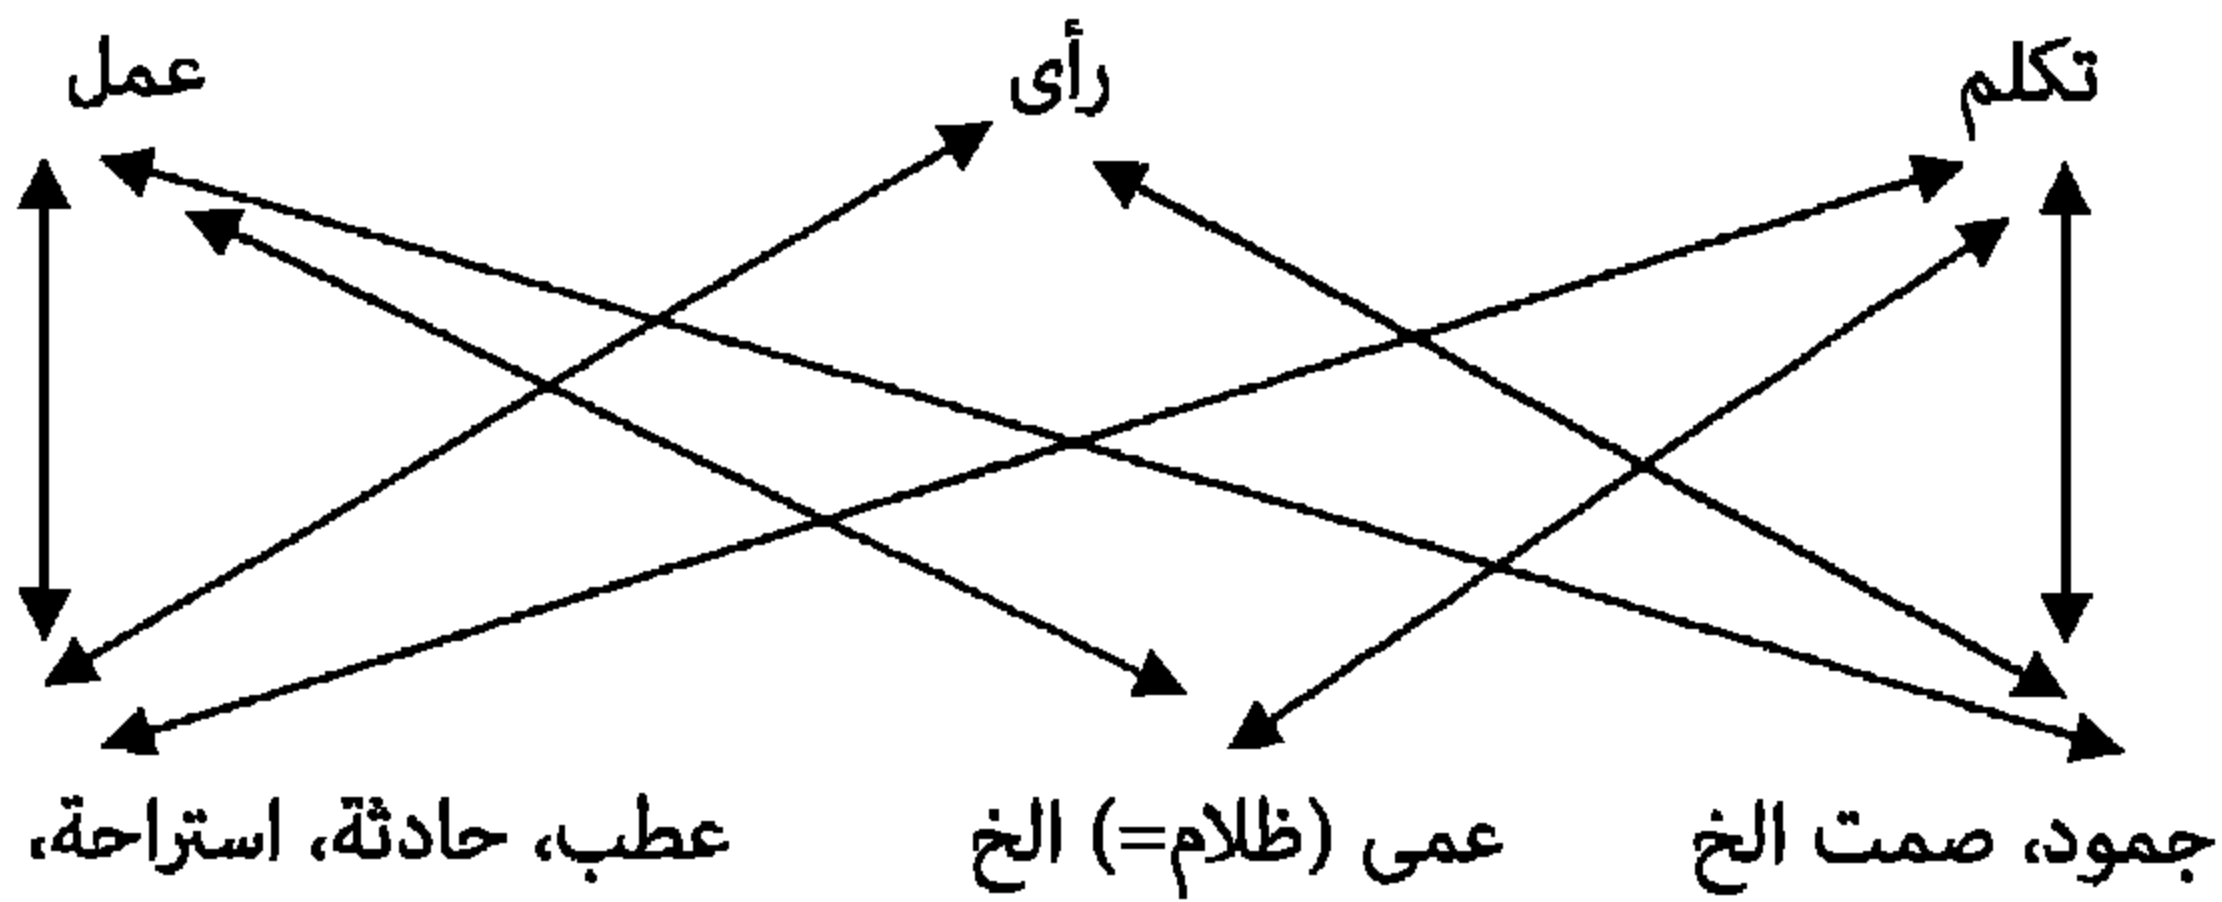 تكلم
رأى
عمل
جمود، صمت الخ
عمى (ظلام=) الخ
عطب، حادثة، استراحة،